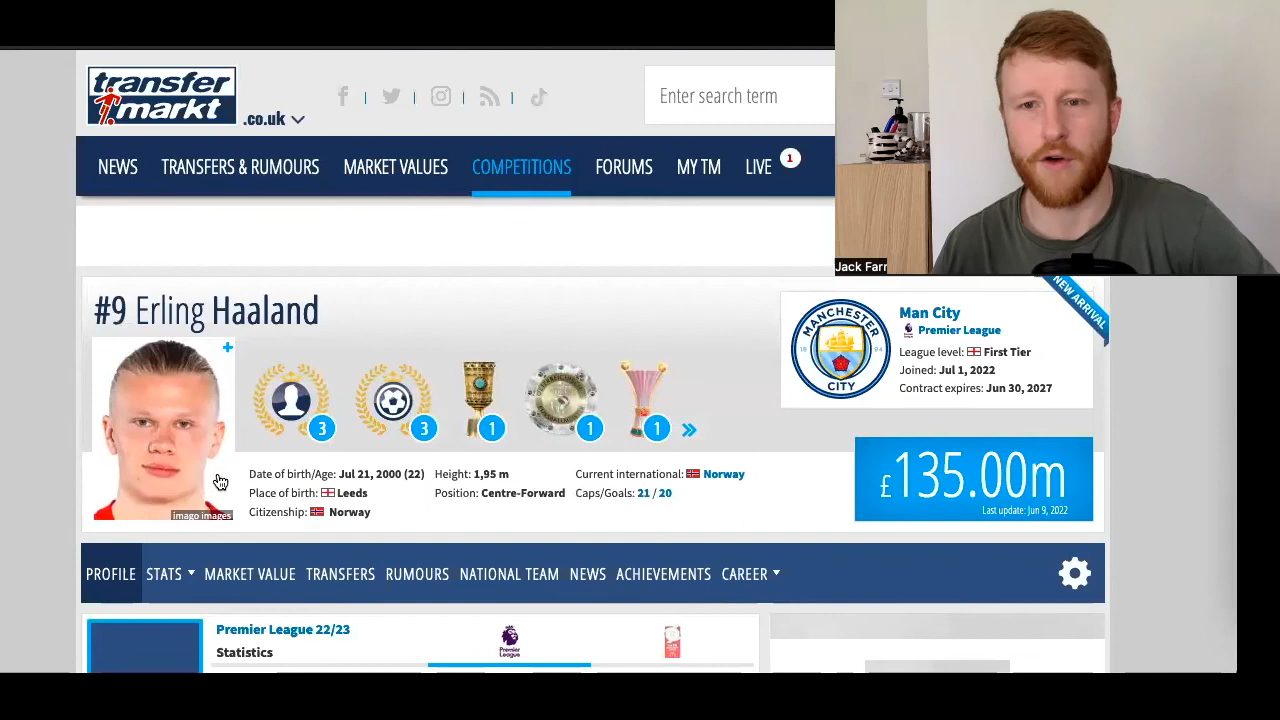 transfer
markt
.co.uk
Enter search term
NEWS TRANSFERS & RUMOURS MARKET VALUES COMPETITIONS FORUMS MY TM LIVE 1
Jack Farr
#9 Erling Haaland
NEW ARRIVAL
MANCHESTER
18 94
CITY
Man City
Premier League
League level: First Tier
Joined: Jul 1, 2022
Contract expires: Jun 30, 2027
3 3 1 1 1
Date of birth/Age: Jul 21, 2000 (22) Height: 1,95 m Current international: Norway
Place of birth: Leeds Position: Centre-Forward Caps/Goals: 21 / 20
Citizenship: Norway
imago images
£135.00m
Last update: Jun 9, 2022
PROFILE STATS MARKET VALUE TRANSFERS RUMOURS NATIONAL TEAM NEWS ACHIEVEMENTS CAREER
Premier League 22/23
Statistics
Premier
League